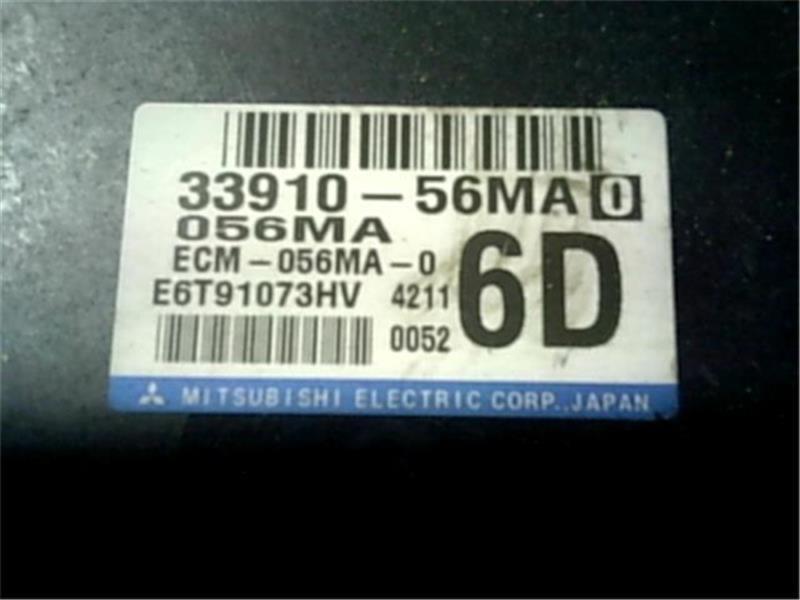 33910-56MA 0
056MA
ECM-056MA-0
6D
E6T91073HV 4211
0052
MITSUBISHI ELECTRIC CORP., JAPAN